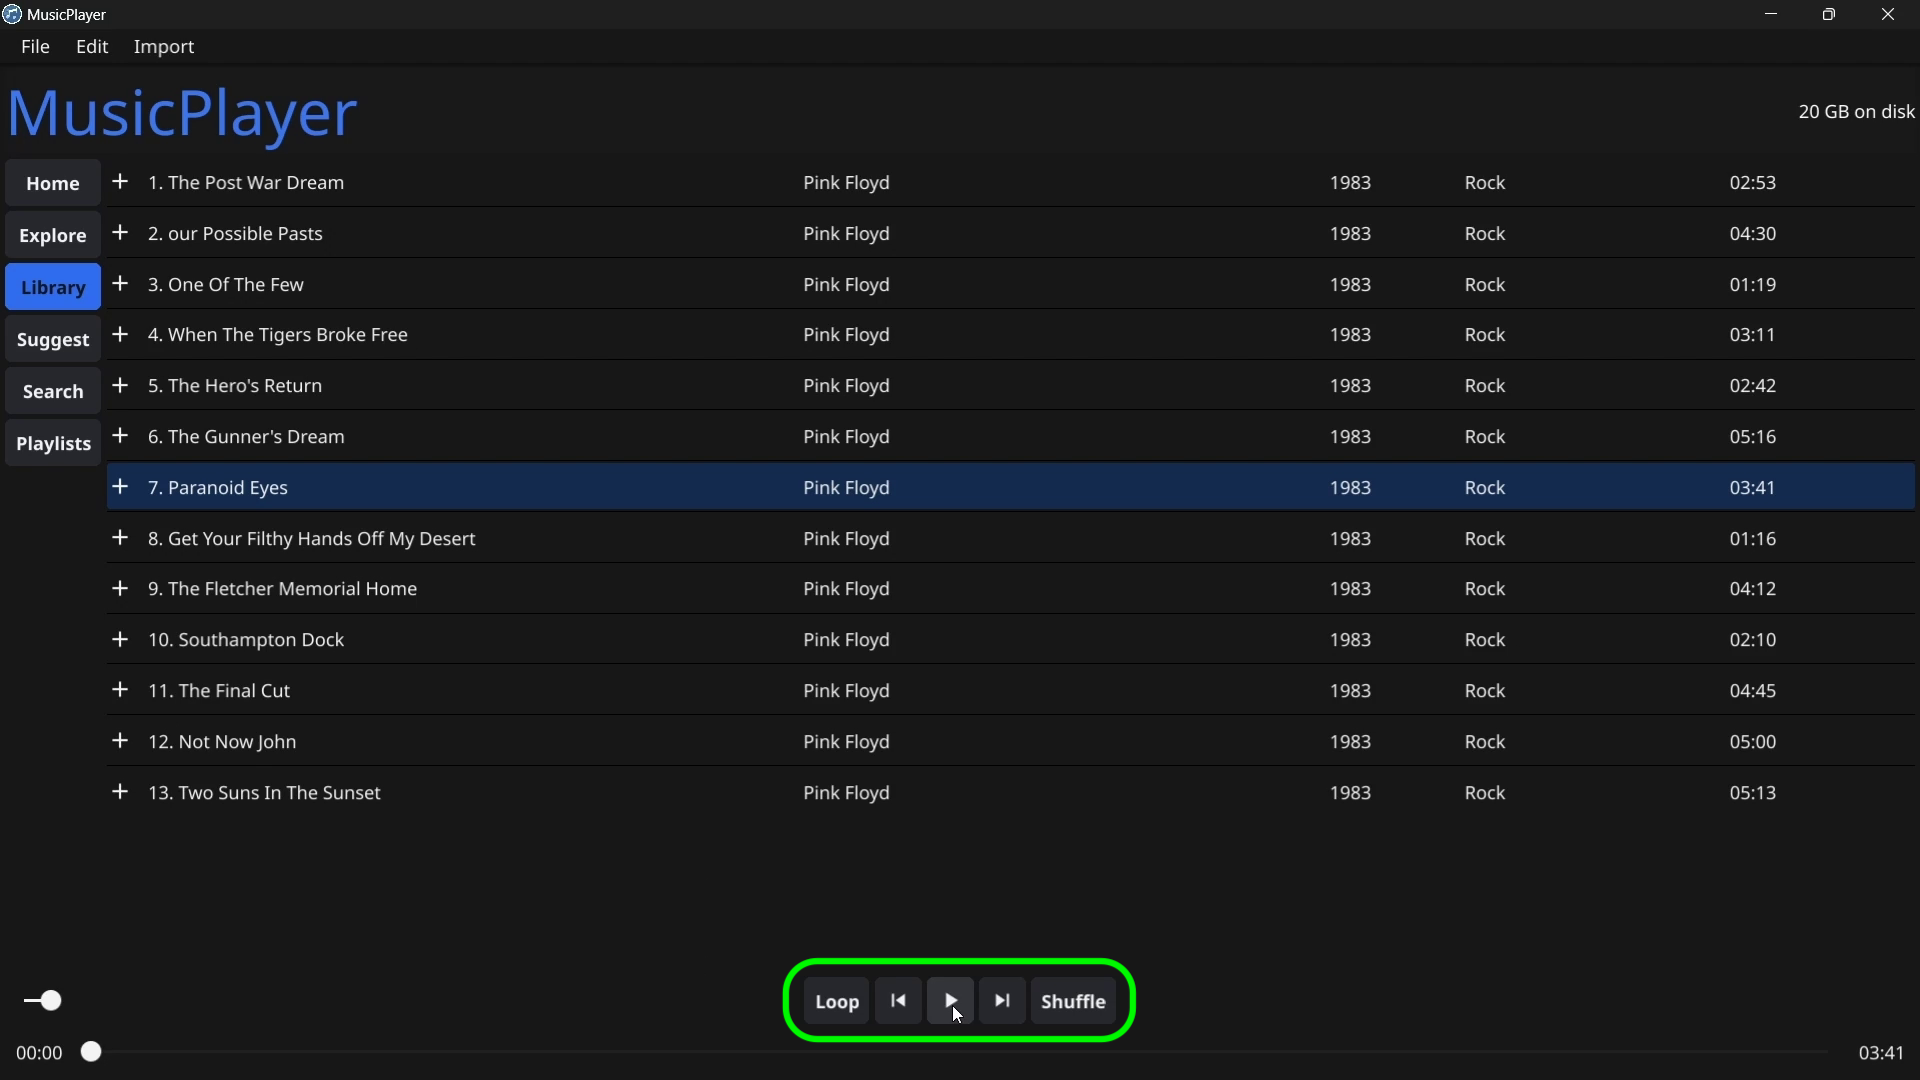 MusicPlayer
File Edit Import
MusicPlayer
20 GB on disk
Home
Explore
Library
Suggest
Search
Playlists
+ 1. The Post War Dream Pink Floyd 1983 Rock 02:53
+ 2. our Possible Pasts Pink Floyd 1983 Rock 04:30
+ 3. One Of The Few Pink Floyd 1983 Rock 01:19
+ 4. When The Tigers Broke Free Pink Floyd 1983 Rock 03:11
+ 5. The Hero's Return Pink Floyd 1983 Rock 02:42
+ 6. The Gunner's Dream Pink Floyd 1983 Rock 05:16
+ 7. Paranoid Eyes Pink Floyd 1983 Rock 03:41
+ 8. Get Your Filthy Hands Off My Desert Pink Floyd 1983 Rock 01:16
+ 9. The Fletcher Memorial Home Pink Floyd 1983 Rock 04:12
+ 10. Southampton Dock Pink Floyd 1983 Rock 02:10
+ 11. The Final Cut Pink Floyd 1983 Rock 04:45
+ 12. Not Now John Pink Floyd 1983 Rock 05:00
+ 13. Two Suns In The Sunset Pink Floyd 1983 Rock 05:13
Loop Shuffle
00:00 03:41